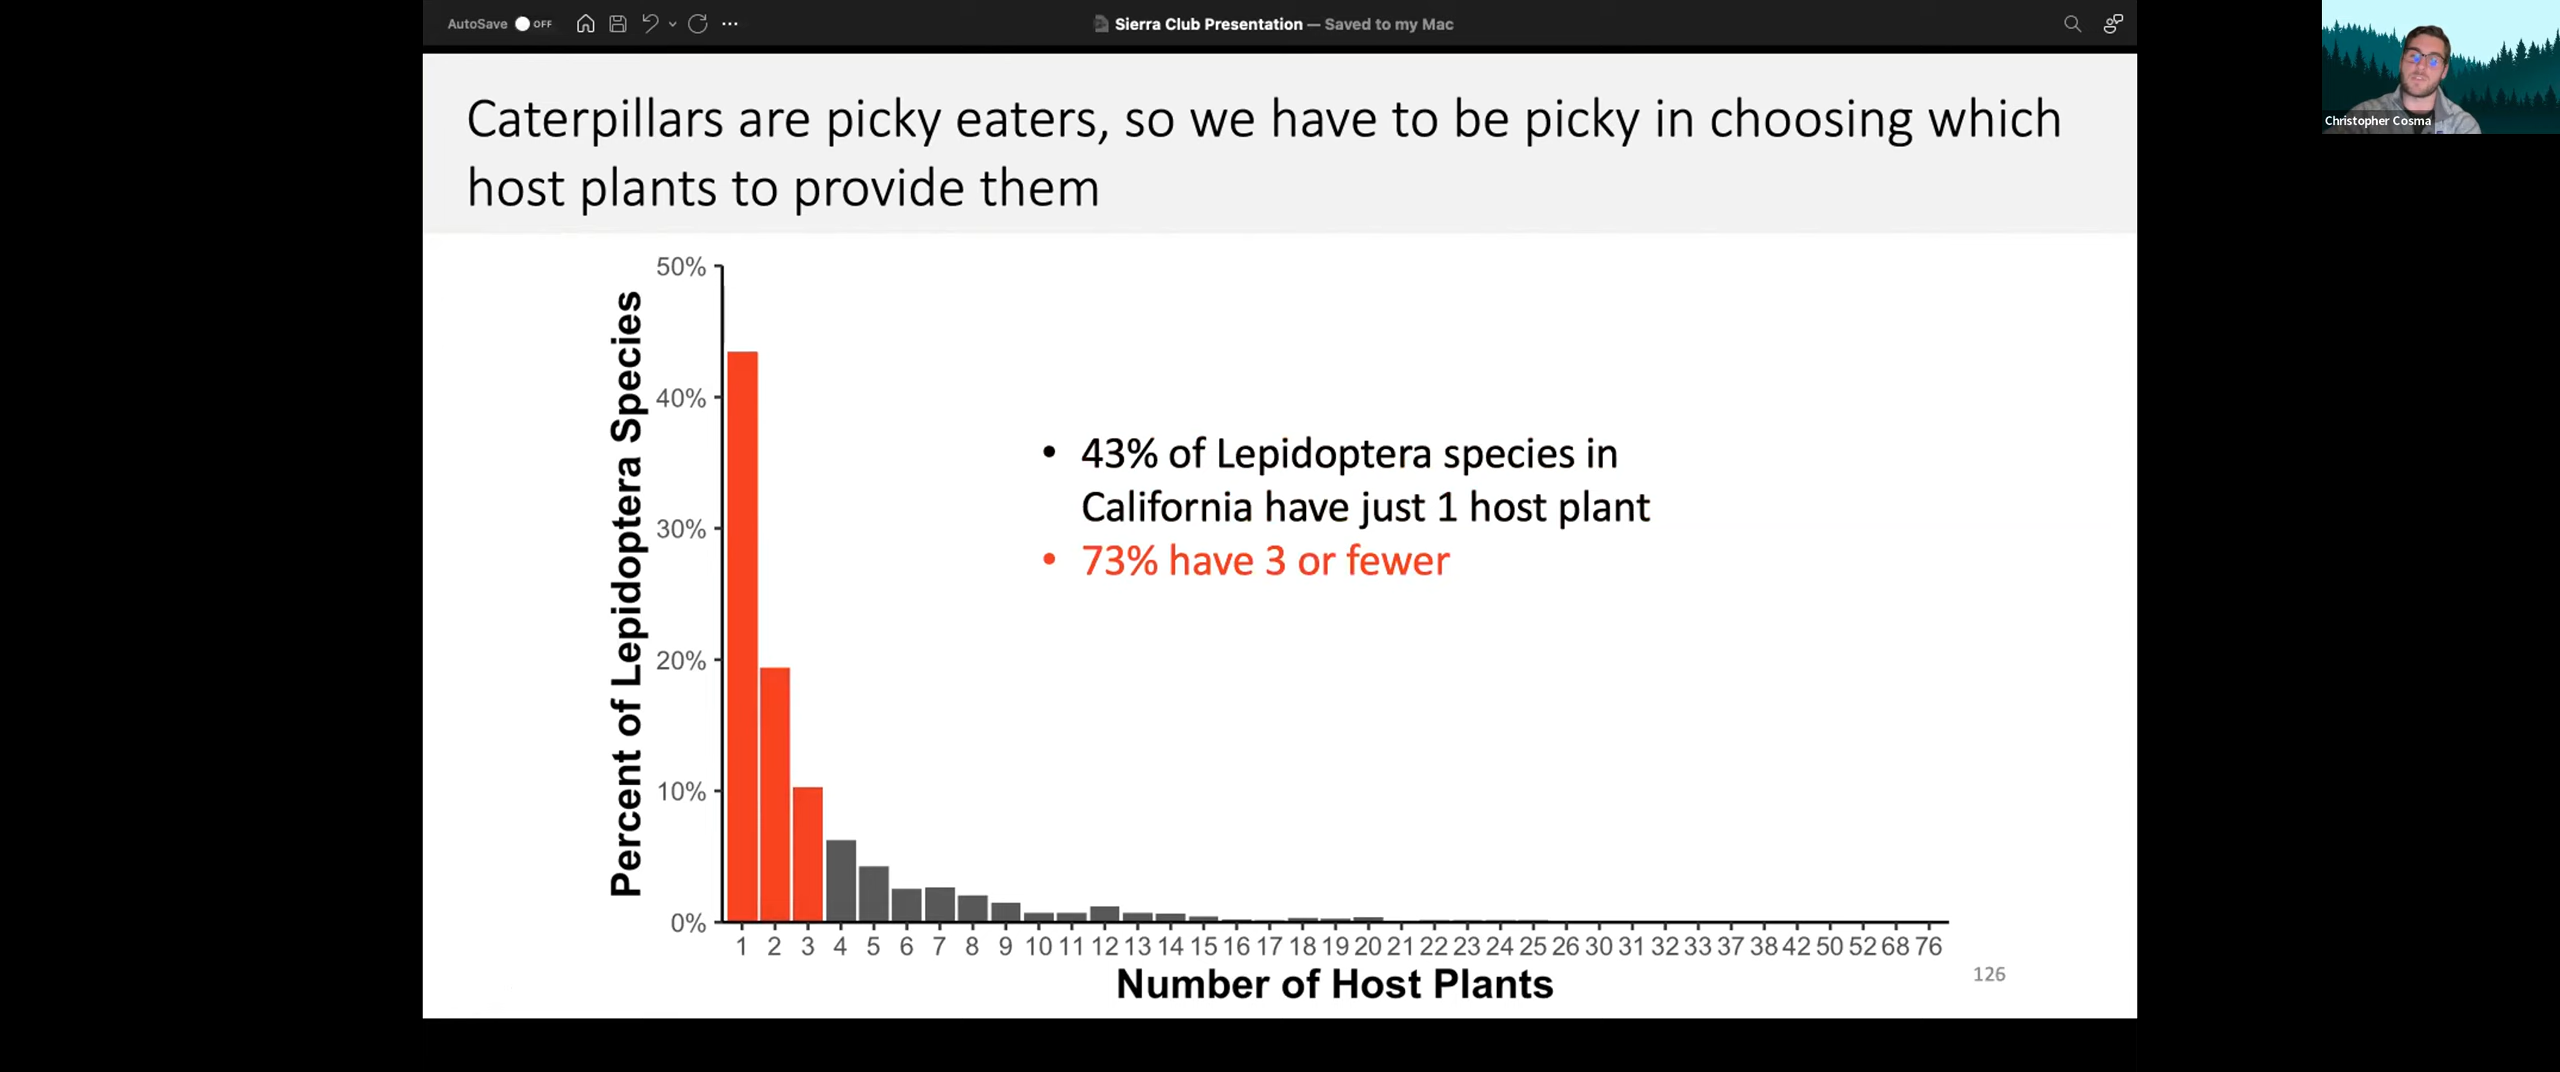 AutoSave OFF
Sierra Club Presentation — Saved to my Mac
Christopher Cosma
Caterpillars are picky eaters, so we have to be picky in choosing which
host plants to provide them
Percent of Lepidoptera Species
50%
40%
30%
20%
10%
0%
• 43% of Lepidoptera species in
California have just 1 host plant
• 73% have 3 or fewer
1 2 3 4 5 6 7 8 9 10 11 12 13 14 15 16 17 18 19 20 21 22 23 24 25 26 30 31 32 33 37 38 42 50 52 68 76
Number of Host Plants
126